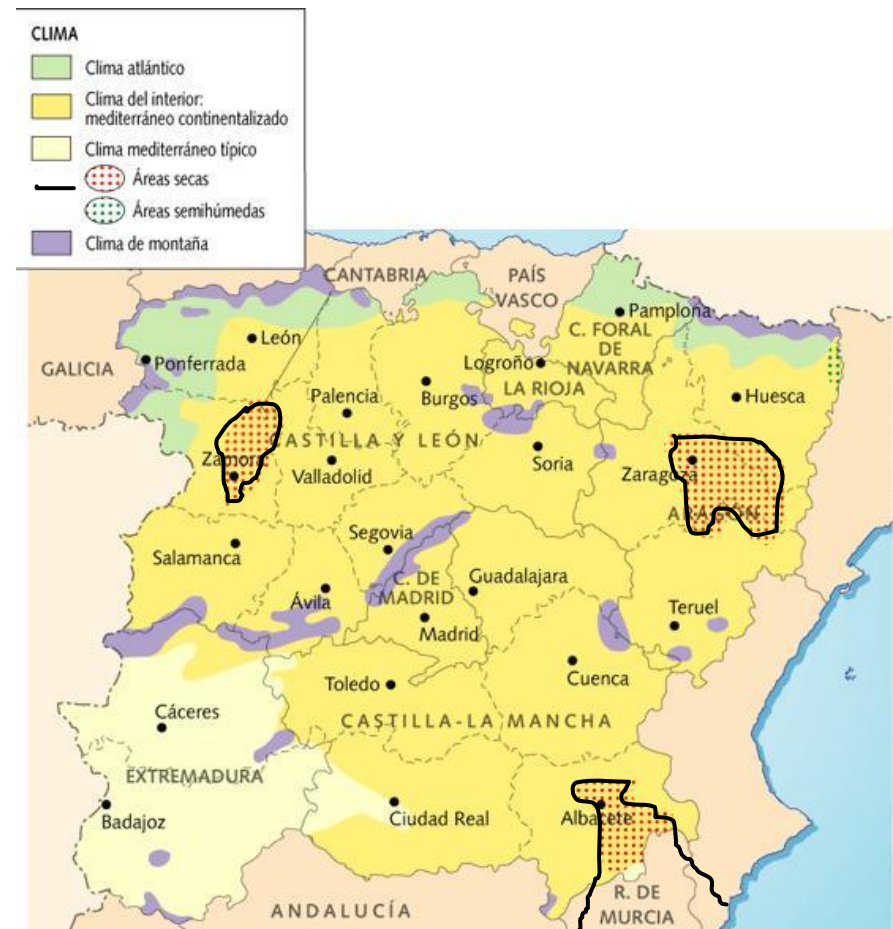 CLIMA
Clima atlántico
Clima del interior:
mediterráneo continentalizado
Clima mediterráneo típico
Áreas secas
Áreas semihúmedas
Clima de montaña
CANTABRIA
PAÍS
VASCO
Pamplona
C. FORAL
DE
NAVARRA
León
GALICIA
Ponferrada
Logroño
LA RIOJA
Palencia
Burgos
Huesca
CASTILLA Y LEÓN
Zamora
Valladolid
Soria
Zaragoza
ARAGÓN
Segovia
Salamanca
C. DE
MADRID
Guadalajara
Ávila
Teruel
Madrid
Cuenca
Toledo
Cáceres
CASTILLA-LA MANCHA
EXTREMADURA
Badajoz
Ciudad Real
Albacete
R. DE
MURCIA
ANDALUCÍA